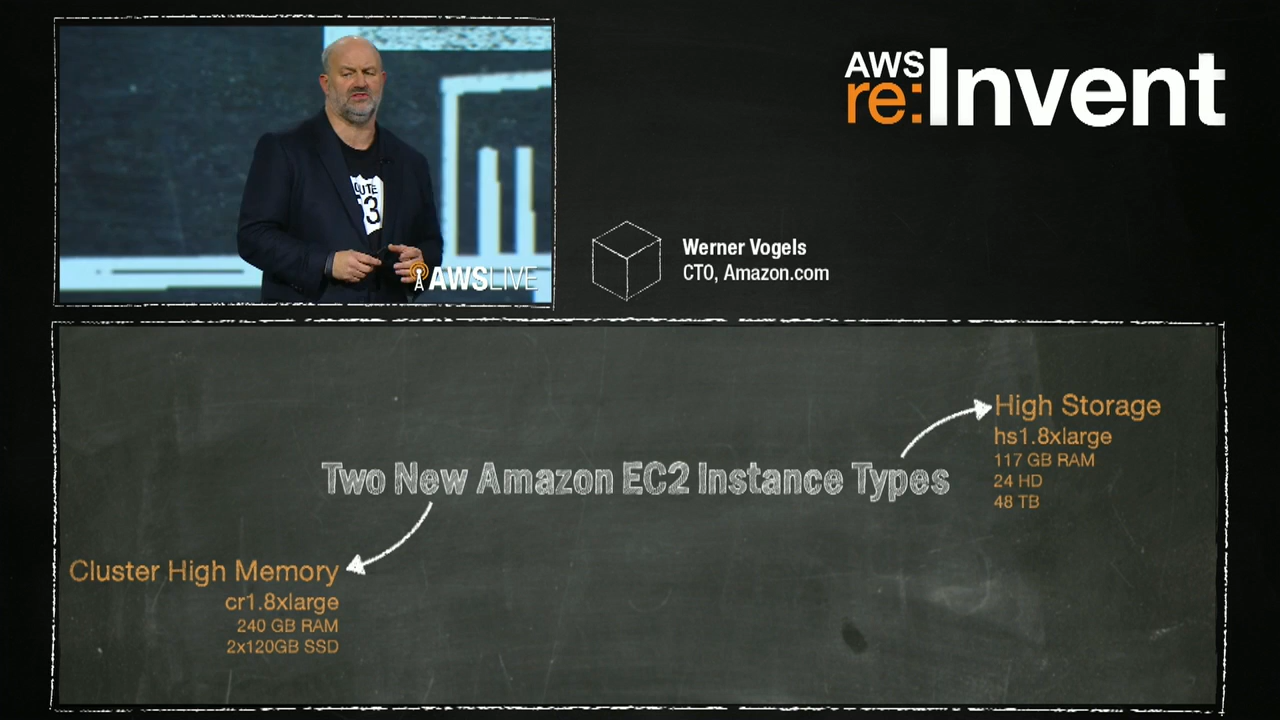 AWS
re:Invent
OUTE
AWSLIVE
Werner Vogels
CTO, Amazon.com
Two New Amazon EC2 Instance Types
High Storage
hs1.8xlarge
117 GB RAM
24 HD
48 TB
Cluster High Memory
cr1.8xlarge
240 GB RAM
2x120GB SSD